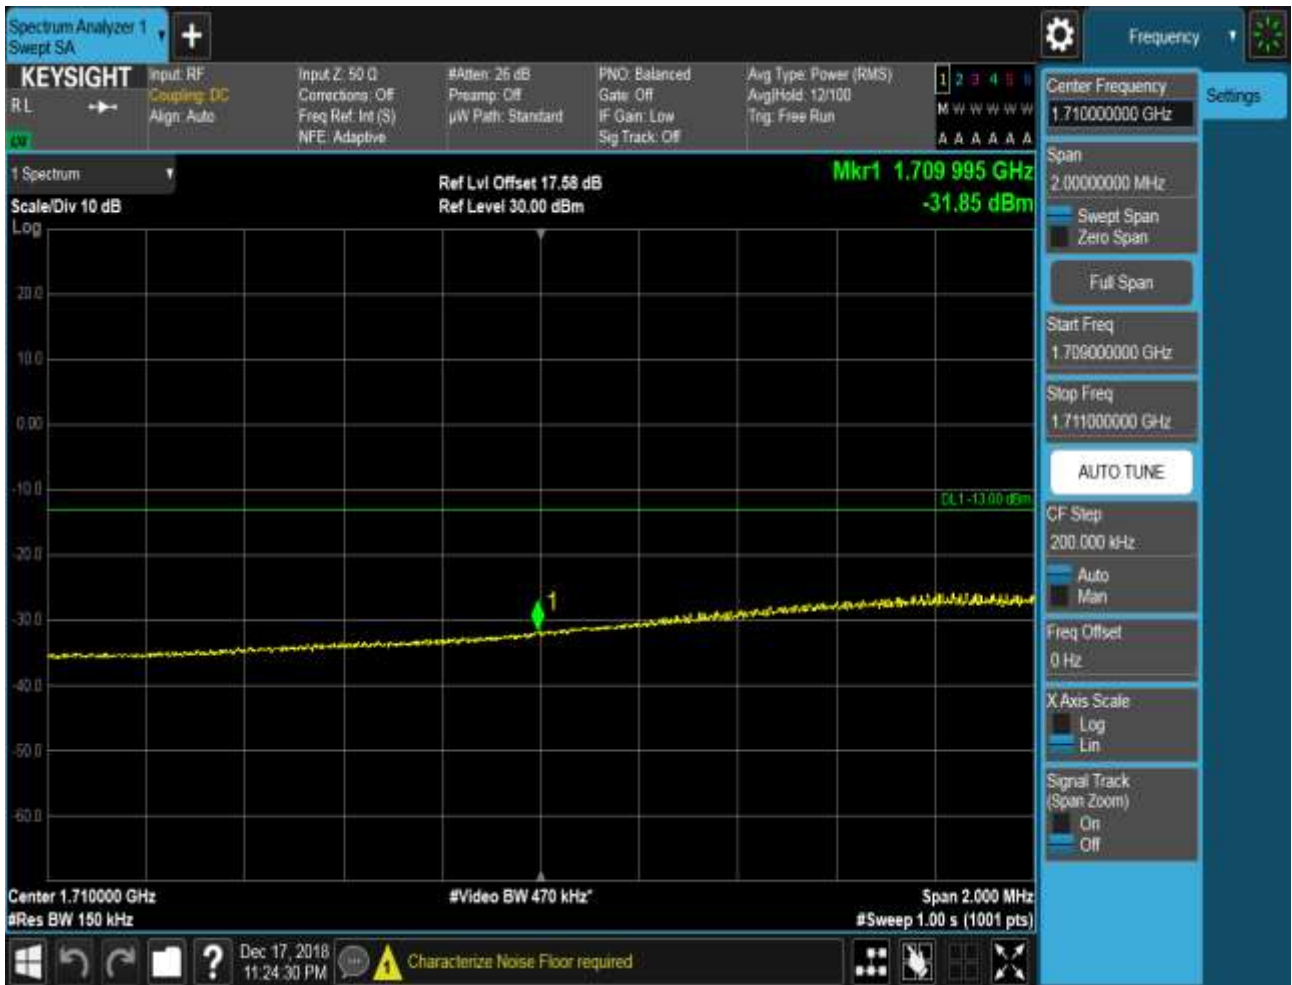 Spectrum Analyzer 1
Swept SA
Frequency
KEYSIGHT
R L
Input: RF
Coupling: DC
Align: Auto
Input Z: 50 Ω
Corrections: Off
Freq Ref: Int (S)
NFE: Adaptive
#Atten: 26 dB
Preamp: Off
µW Path: Standard
PNO: Balanced
Gate: Off
IF Gain: Low
Sig Track: Off
Avg Type: Power (RMS)
Avg|Hold: 12/100
Trig: Free Run
1 2 3 4 5 6
M W W W W W
A A A A A A
1 Spectrum
Scale/Div 10 dB
Log
Ref Lvl Offset 17.58 dB
Ref Level 30.00 dBm
Mkr1 1.709 995 GHz
-31.85 dBm
20.0
10.0
0.00
-10.0
-20.0
-30.0
-40.0
-50.0
-60.0
DL1 -13.00 dBm
1
Center 1.710000 GHz
#Res BW 150 kHz
#Video BW 470 kHz*
Span 2.000 MHz
#Sweep 1.00 s (1001 pts)
Center Frequency
1.710000000 GHz
Settings
Span
2.00000000 MHz
Swept Span
Zero Span
Full Span
Start Freq
1.709000000 GHz
Stop Freq
1.711000000 GHz
AUTO TUNE
CF Step
200.000 kHz
Auto
Man
Freq Offset
0 Hz
X Axis Scale
Log
Lin
Signal Track
(Span Zoom)
On
Off
?
Dec 17, 2018
11:24:30 PM
1
Characterize Noise Floor required